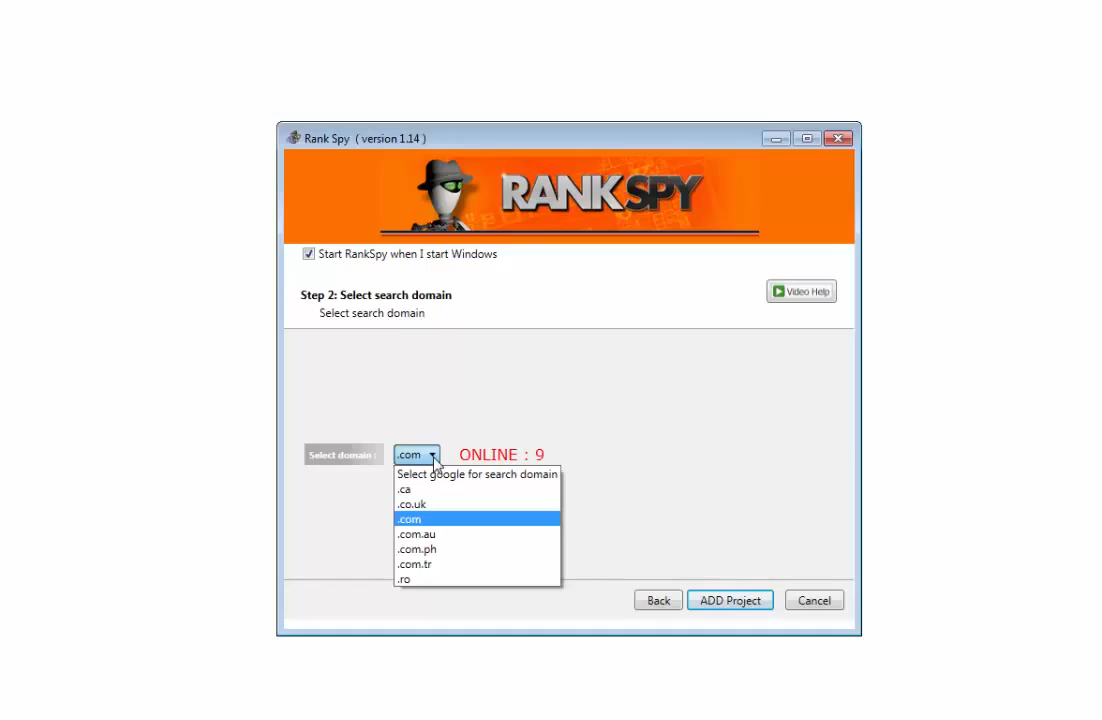 Rank Spy ( version 1.14 )
RANK SPY
Start RankSpy when I start Windows
Step 2: Select search domain
Video Help
Select search domain
Select domain :
.com
ONLINE : 9
Select google for search domain
.ca
.co.uk
.com
.com.au
.com.ph
.com.tr
.ro
Back
ADD Project
Cancel